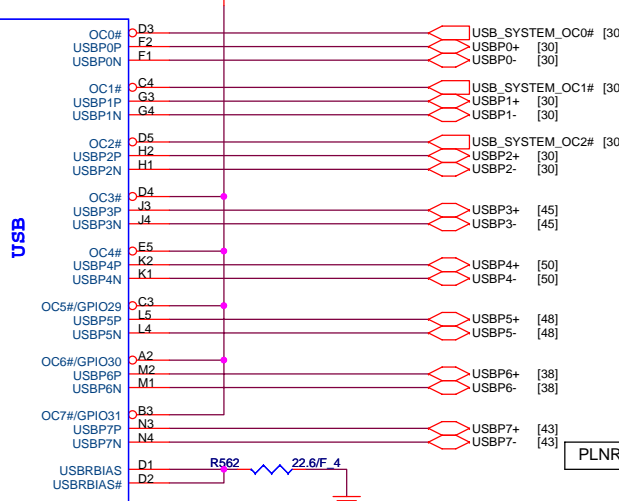 OC0# D3 USB_SYSTEM_OC0# [30
USBP0P F2 USBP0+ [30]
USBP0N F1 USBP0- [30]
OC1# C4 USB_SYSTEM_OC1# [30
USBP1P G3 USBP1+ [30]
USBP1N G4 USBP1- [30]
OC2# D5 USB_SYSTEM_OC2# [30
USBP2P H2 USBP2+ [30]
USBP2N H1 USBP2- [30]
OC3# D4
USBP3P J3 USBP3+ [45]
USBP3N J4 USBP3- [45]
USB
OC4# E5
USBP4P K2 USBP4+ [50]
USBP4N K1 USBP4- [50]
OC5#/GPIO29 C3
USBP5P L5 USBP5+ [48]
USBP5N L4 USBP5- [48]
OC6#/GPIO30 A2
USBP6P M2 USBP6+ [38]
USBP6N M1 USBP6- [38]
OC7#/GPIO31 B3
USBP7P N3 USBP7+ [43]
USBP7N N4 USBP7- [43]
PLNR
USBRBIAS D1 R562 22.6/F_4
USBRBIAS# D2